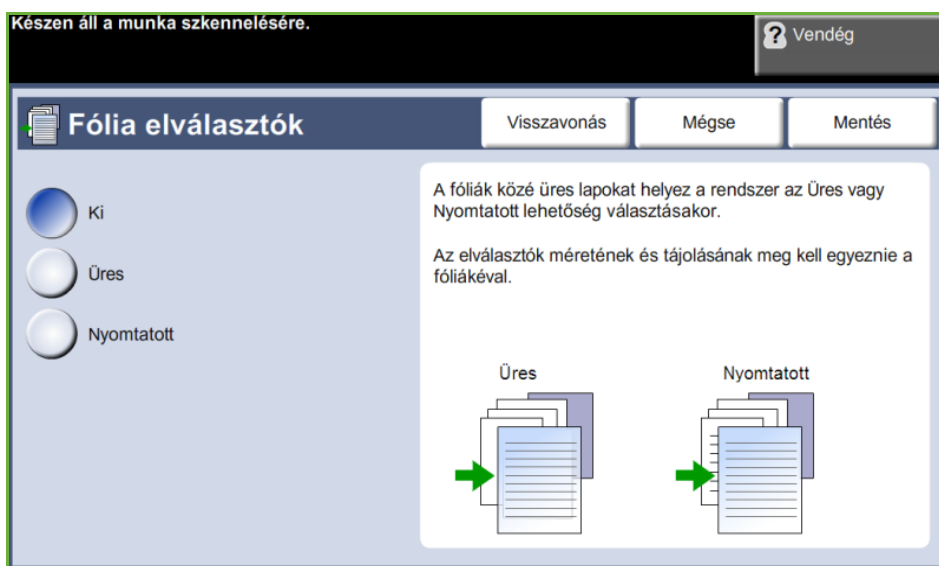 Készen áll a munka szkennelésére.
Vendég
Fólia elválasztók
Visszavonás
Mégse
Mentés
Ki
Üres
Nyomtatott
A fóliák közé üres lapokat helyez a rendszer az Üres vagy
Nyomtatott lehetőség választásakor.
Az elválasztók méretének és tájolásának meg kell egyeznie a
fóliákéval.
Üres
Nyomtatott